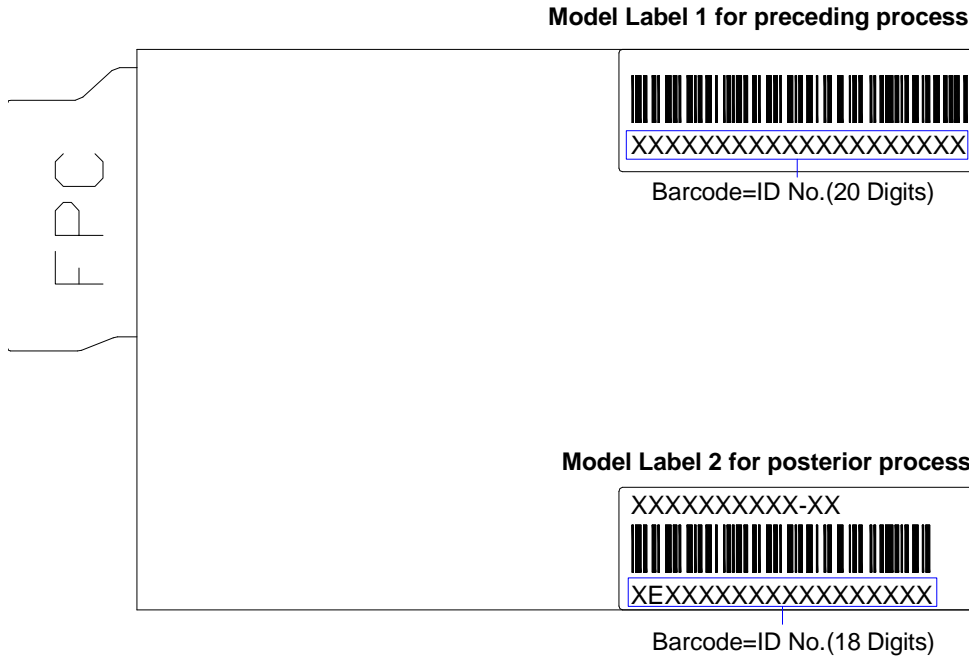 Model Label 1 for preceding process
XXXXXXXXXXXXXXXXXXXX
Barcode=ID No.(20 Digits)
FPC
Model Label 2 for posterior process
XXXXXXXXXX-XX
XEXXXXXXXXXXXXXXXX
Barcode=ID No.(18 Digits)